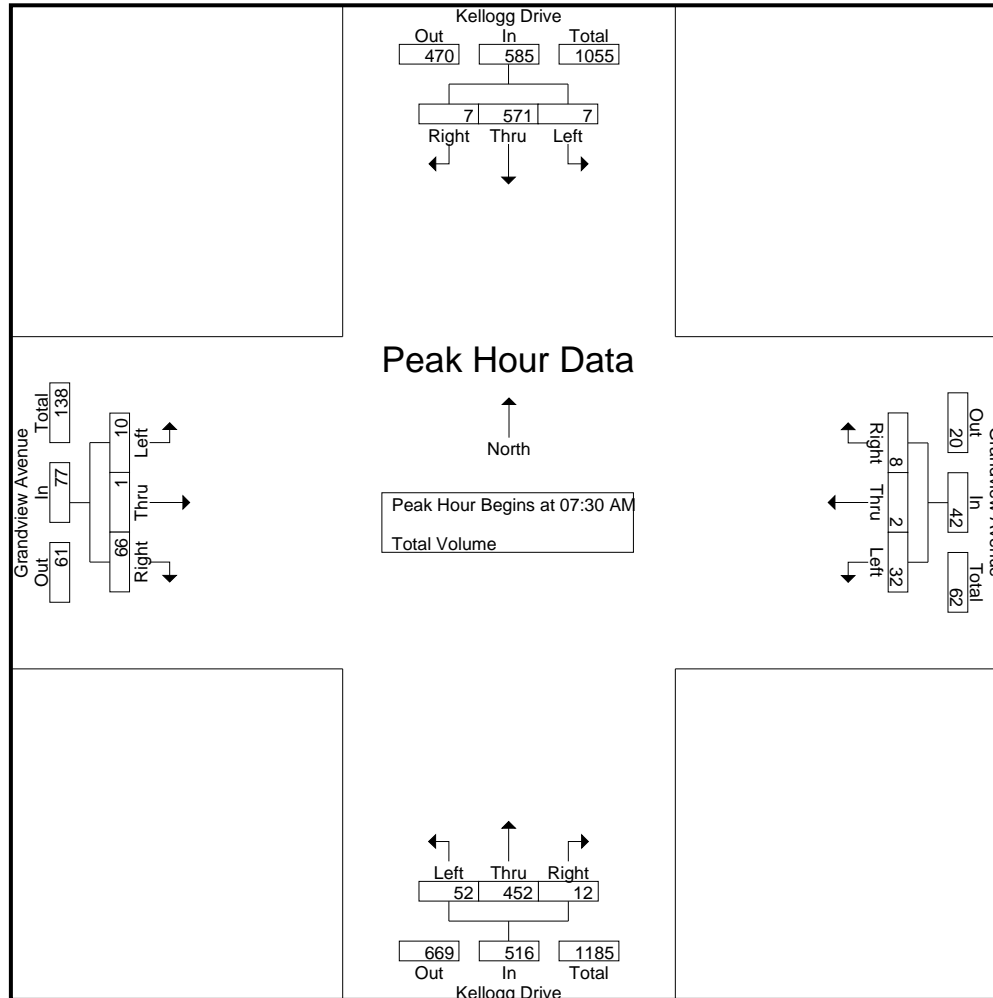 Kellogg Drive
Out In Total
470 585 1055
7 571 7
Right Thru Left
Peak Hour Data
North
Peak Hour Begins at 07:30 AM
Total Volume
Grandview Avenue
Out In Total
61 77 138
Right Thru Left
66 1 10
Out In Total
20 42 62
Right Thru Left
8 2 32
Left Thru Right
52 452 12
669 516 1185
Out In Total
Kellogg Drive